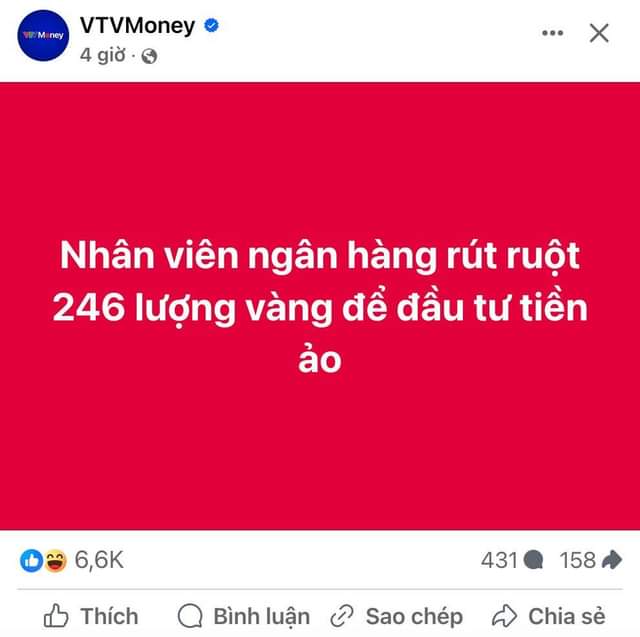 VTVMoney
VTVMoney
4 giờ ·
Nhân viên ngân hàng rút ruột
246 lượng vàng để đầu tư tiền
ảo
6,6K
431
158
Thích
Bình luận
Sao chép
Chia sẻ